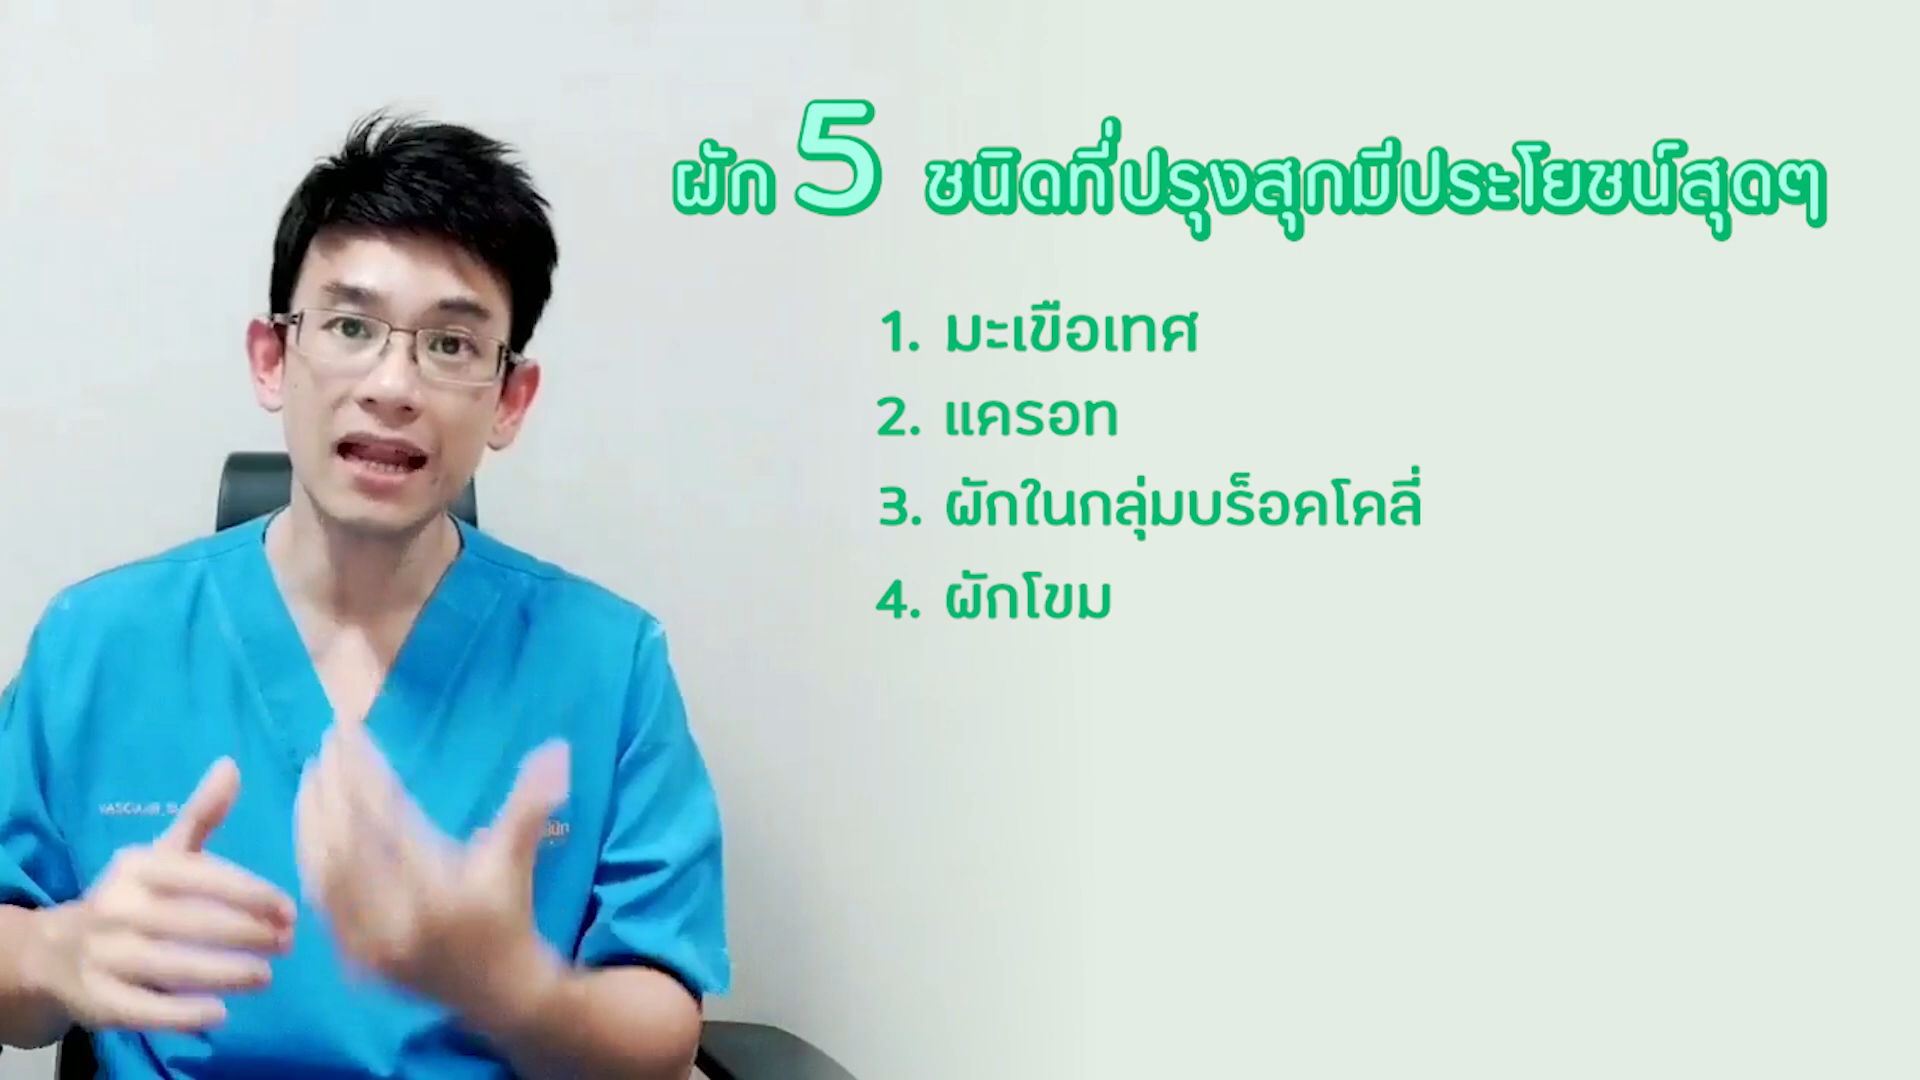 ผัก 5 ชนิดที่ปรุงสุกมีประโยชน์สุดๆ
1. มะเขือเทศ
2. แครอท
3. ผักในกลุ่มบร็อคโคลี่
4. ผักโขม
VASCULAR